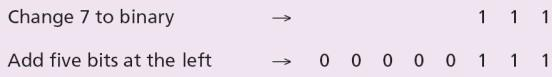 Change 7 to binary → 1 1 1
Add five bits at the left → 0 0 0 0 0 1 1 1